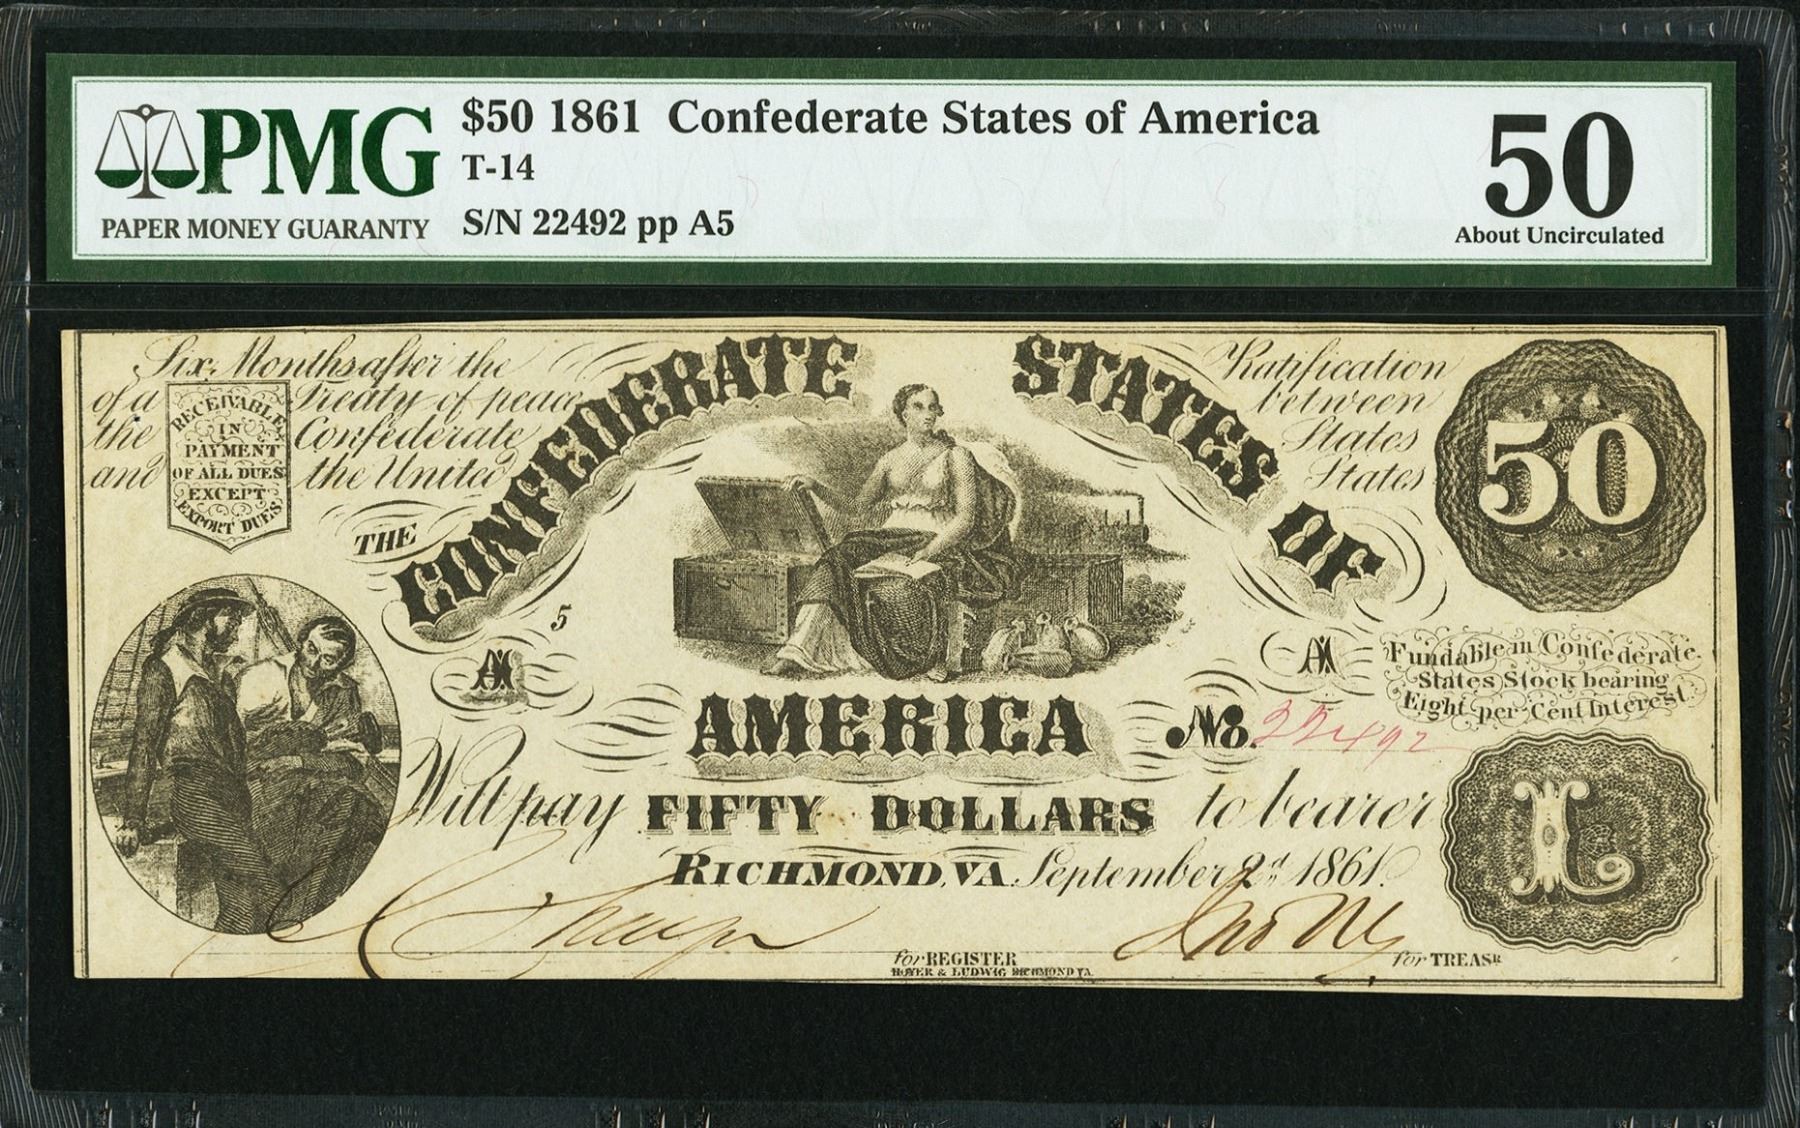 PMG
PAPER MONEY GUARANTY
$50 1861 Confederate States of America
T-14
S/N 22492 pp A5
50
About Uncirculated
Six Months after the Ratification
of a Treaty of peace between
the Confederate States
and the United States
RECEIVABLE
IN
PAYMENT
OF ALL DUES
EXCEPT
EXPORT DUES
THE
CONFEDERATE STATES OF
AMERICA
50
5
A
A
Fundable in Confederate
States Stock bearing
Eight per Cent Interest
No. 22492
Will pay FIFTY DOLLARS to bearer
RICHMOND, VA. September 2d 1861.
L
for REGISTER
for TREASR
HOYER & LUDWIG RICHMOND VA